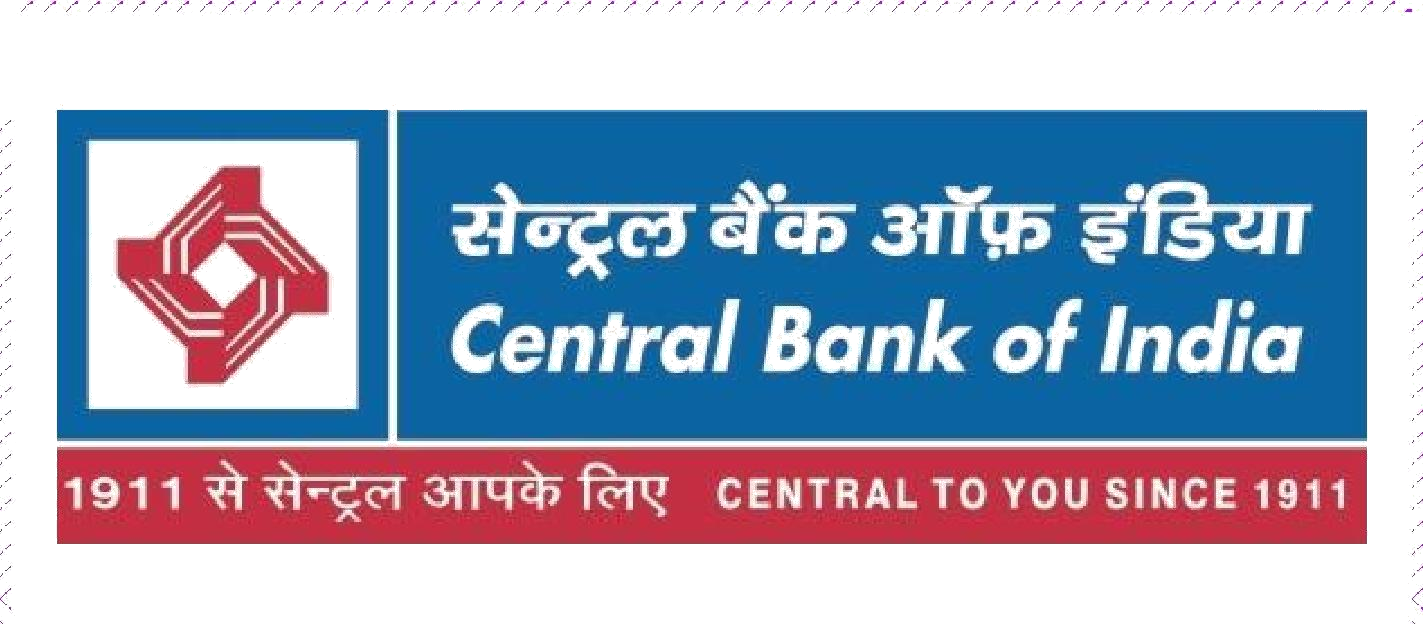 सेन्ट्रल बैंक ऑफ़ इंडिया
Central Bank of India
1911 से सेन्ट्रल आपके लिए CENTRAL TO YOU SINCE 1911